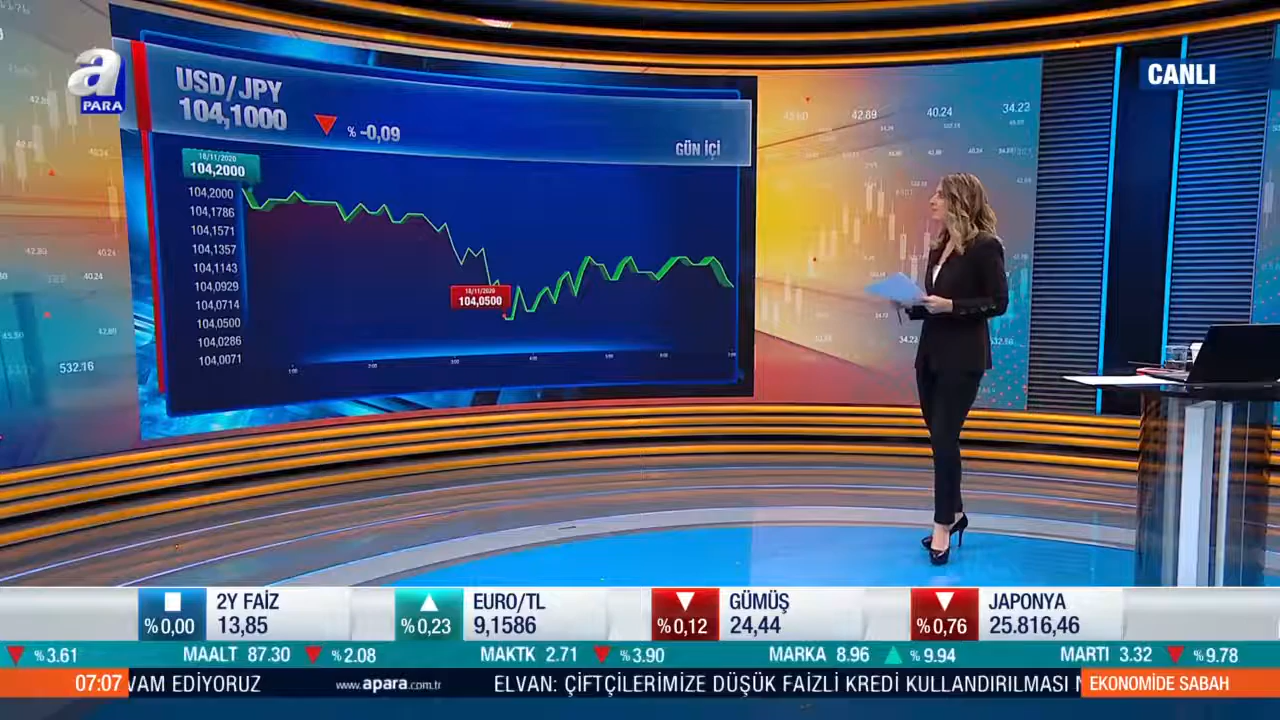 a
PARA
CANLI
USD/JPY
104,1000
% -0,09
GÜN İÇİ
104,2000
104,2000
104,1786
104,1571
104,1357
104,1143
104,0929
104,0714
104,0500
104,0286
104,0071
18/11/2020
104,0500
42.89
40.24
34.23
532.16
2Y FAİZ
% 0,00
13,85
EURO/TL
% 0,23
9,1586
GÜMÜŞ
% 0,12
24,44
JAPONYA
% 0,76
25.816,46
% 3.61
MAALT 87.30
% 2.08
MAKTK 2.71
% 3.90
MARKA 8.96
% 9.94
MARTI 3.32
% 9.78
07:07
VAM EDİYORUZ
www.apara.com.tr
ELVAN: ÇİFTÇİLERİMİZE DÜŞÜK FAİZLİ KREDİ KULLANDIRILMASI
EKONOMİDE SABAH